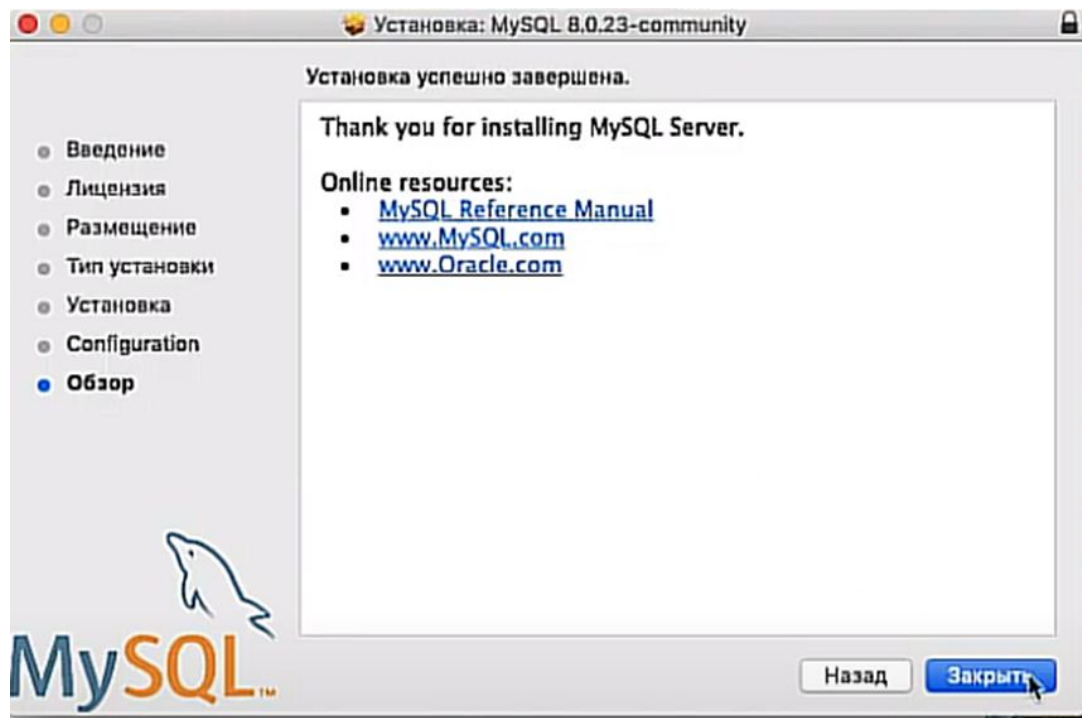 Установка: MySQL 8.0.23-community
Установка успешно завершена.
Введение
Лицензия
Размещение
Тип установки
Установка
Configuration
Обзор
Thank you for installing MySQL Server.
Online resources:
MySQL Reference Manual
www.MySQL.com
www.Oracle.com
MySQL™
Назад
Закрыть